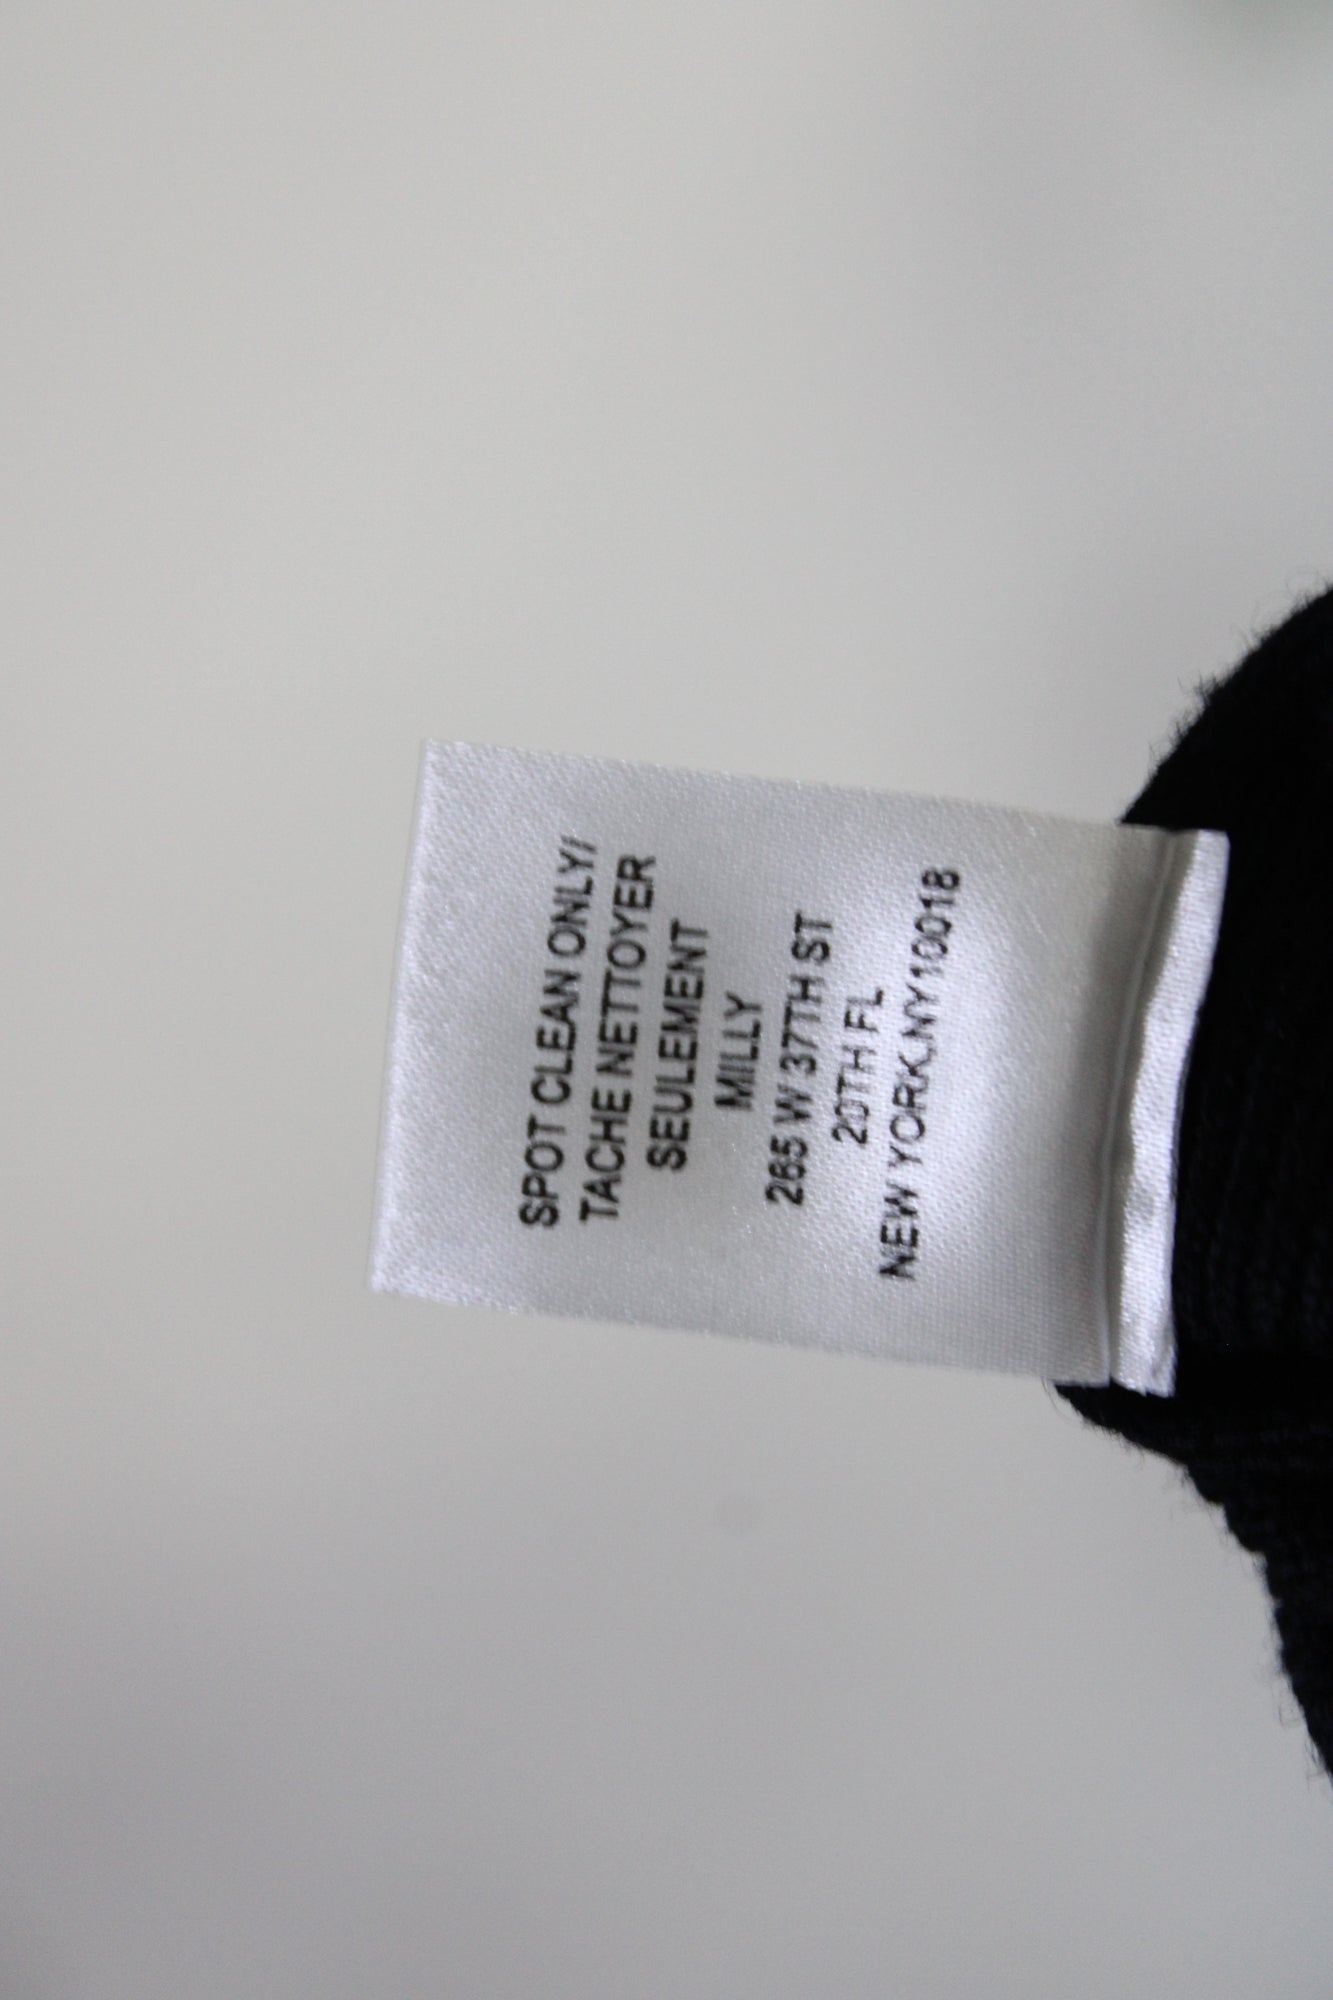 SPOT CLEAN ONLY/
TACHE NETTOYER
SEULEMENT
MILLY
265 W 37TH ST
20TH FL
NEW YORK,NY10018